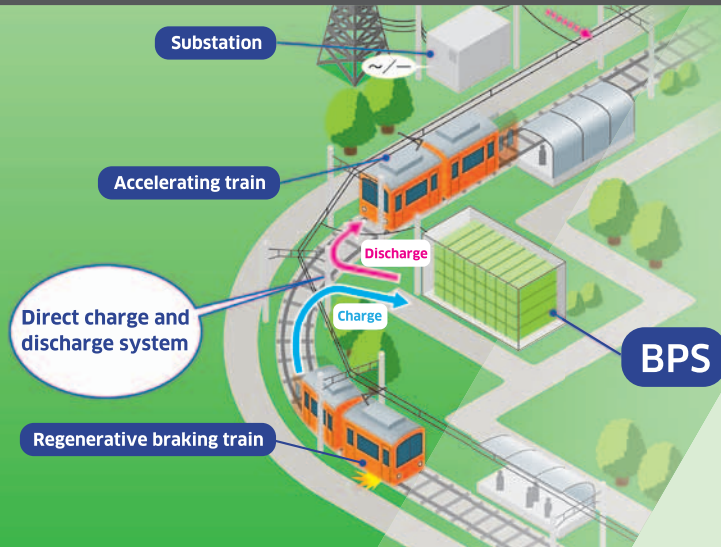 Substation
~/−
Accelerating train
Discharge
Charge
Direct charge and
discharge system
BPS
Regenerative braking train